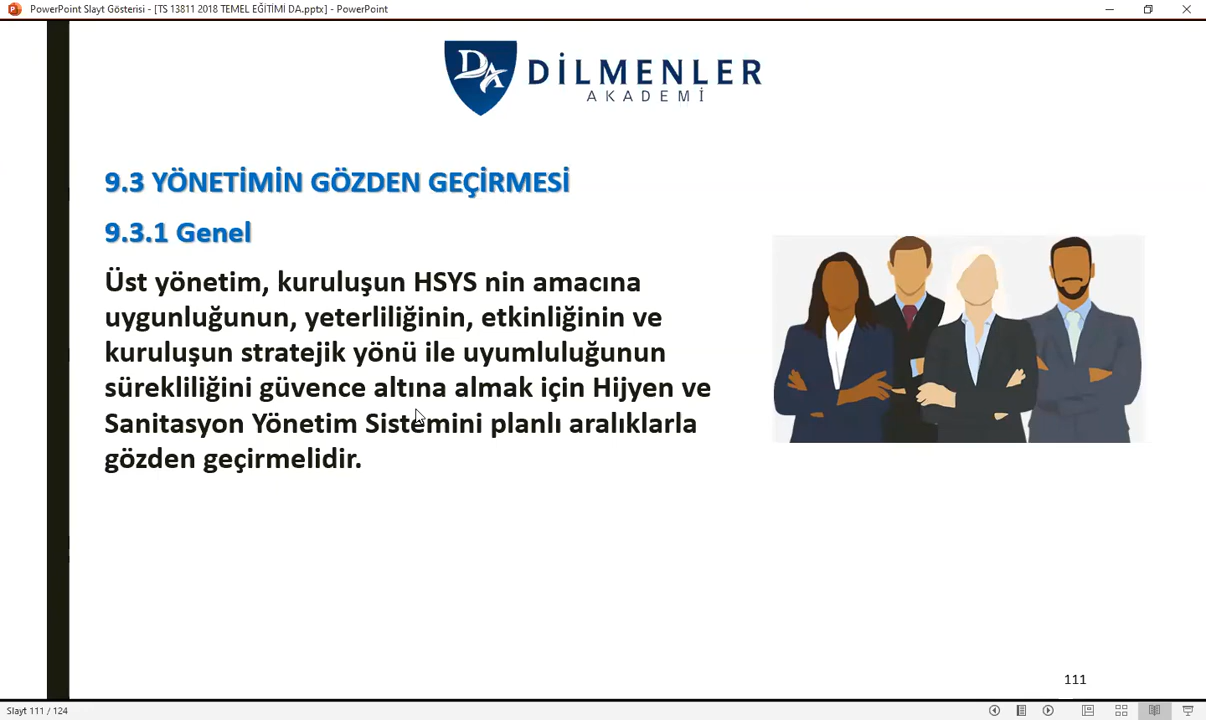 PowerPoint Slayt Gösterisi - [TS 13811 2018 TEMEL EĞİTİMİ DA.pptx] - PowerPoint
DA
DİLMENLER
AKADEMİ
9.3 YÖNETİMİN GÖZDEN GEÇİRMESİ
9.3.1 Genel
Üst yönetim, kuruluşun HSYS nin amacına
uygunluğunun, yeterliliğinin, etkinliğinin ve
kuruluşun stratejik yönü ile uyumluluğunun
sürekliliğini güvence altına almak için Hijyen ve
Sanitasyon Yönetim Sistemini planlı aralıklarla
gözden geçirmelidir.
111
Slayt 111 / 124